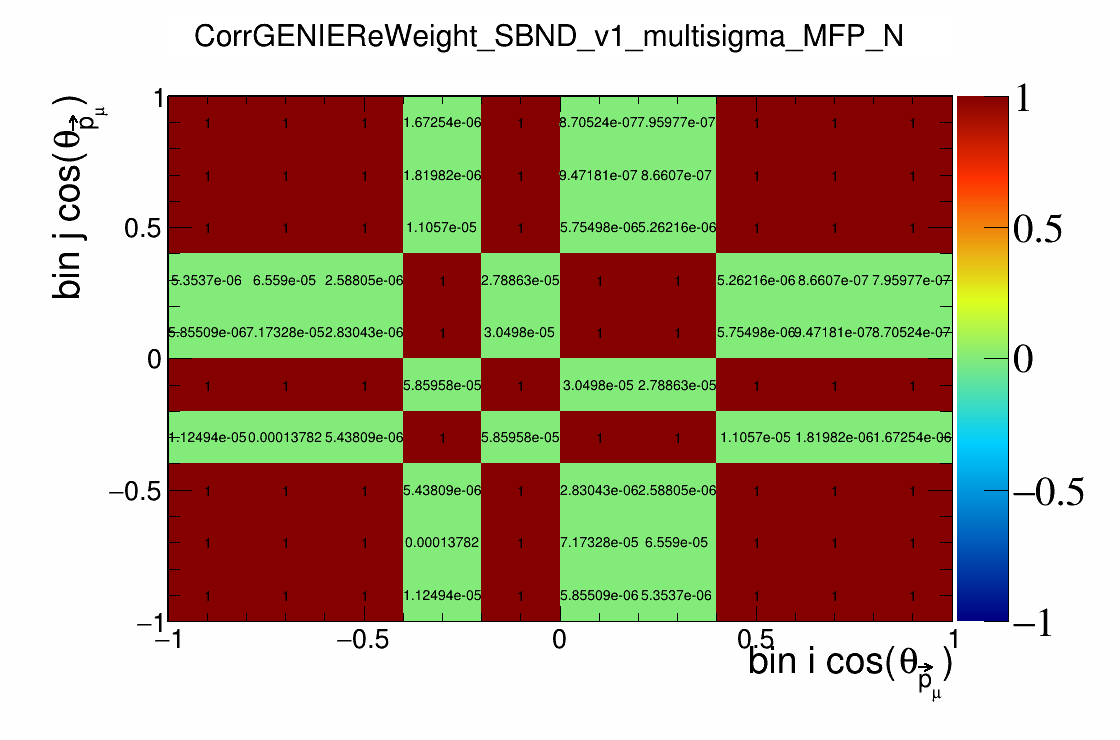 CorrGENIEReWeight_SBND_v1_multisigma_MFP_N
bin j cos(θ_p⃗_μ)
1 1 1 1.67254e-06 1 8.70524e-07 7.95977e-07 1 1 1
1 1 1 1.81982e-06 1 9.47181e-07 8.6607e-07 1 1 1
1 1 1 1.1057e-05 1 5.75498e-06 5.26216e-06 1 1 1
5.3537e-06 6.559e-05 2.58805e-06 1 2.78863e-05 1 1 5.26216e-06 8.6607e-07 7.95977e-07
5.85509e-06 7.17328e-05 2.83043e-06 1 3.0498e-05 1 1 5.75498e-06 9.47181e-07 8.70524e-07
1 1 1 5.85958e-05 1 3.0498e-05 2.78863e-05 1 1 1
1.12494e-05 0.00013782 5.43809e-06 1 5.85958e-05 1 1 1.1057e-05 1.81982e-06 1.67254e-06
1 1 1 5.43809e-06 1 2.83043e-06 2.58805e-06 1 1 1
1 1 1 0.00013782 1 7.17328e-05 6.559e-05 1 1 1
1 1 1 1.12494e-05 1 5.85509e-06 5.3537e-06 1 1 1
1
0.5
0
−0.5
−1
−1 −0.5 0 0.5 1
bin i cos(θ_p⃗_μ)
1
0.5
0
−0.5
−1